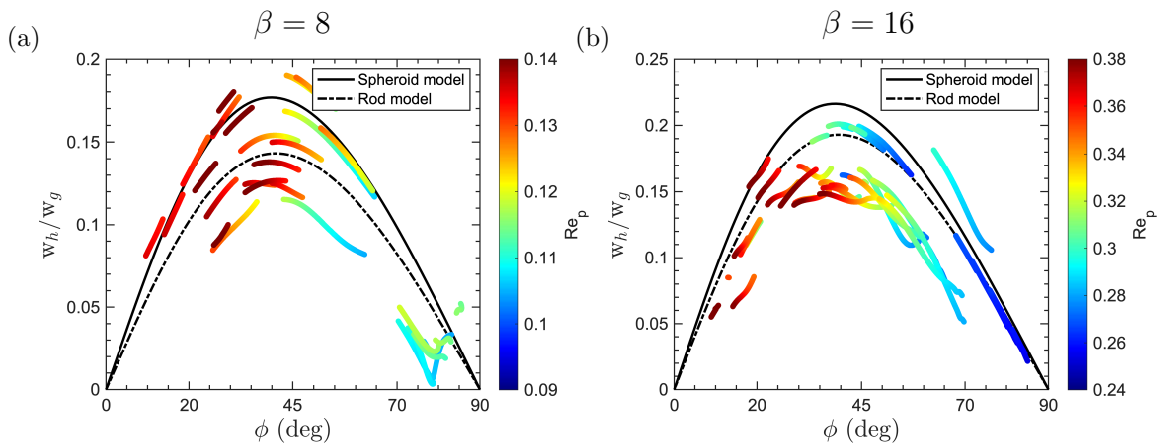 β = 8
(a)
w_h/w_g
0.2
0.15
0.1
0.05
0
0 20 45 70 90
ϕ (deg)
Spheroid model
Rod model
0.14
0.13
0.12
0.11
0.1
0.09
Re_p
β = 16
(b)
w_h/w_g
0.25
0.2
0.15
0.1
0.05
0
0 20 45 70 90
ϕ (deg)
Spheroid model
Rod model
0.38
0.36
0.34
0.32
0.3
0.28
0.26
0.24
Re_p